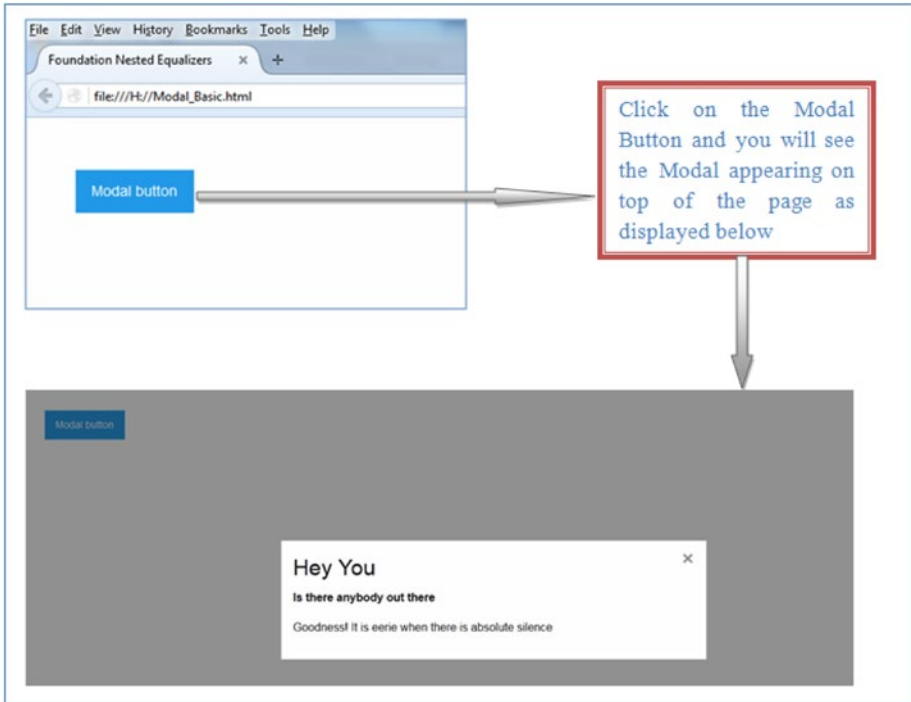 File Edit View History Bookmarks Tools Help
Foundation Nested Equalizers × +
file:///H://Modal_Basic.html
Modal button
Click on the Modal
Button and you will see
the Modal appearing on
top of the page as
displayed below
Modal button
Hey You ×
Is there anybody out there
Goodness! It is eerie when there is absolute silence